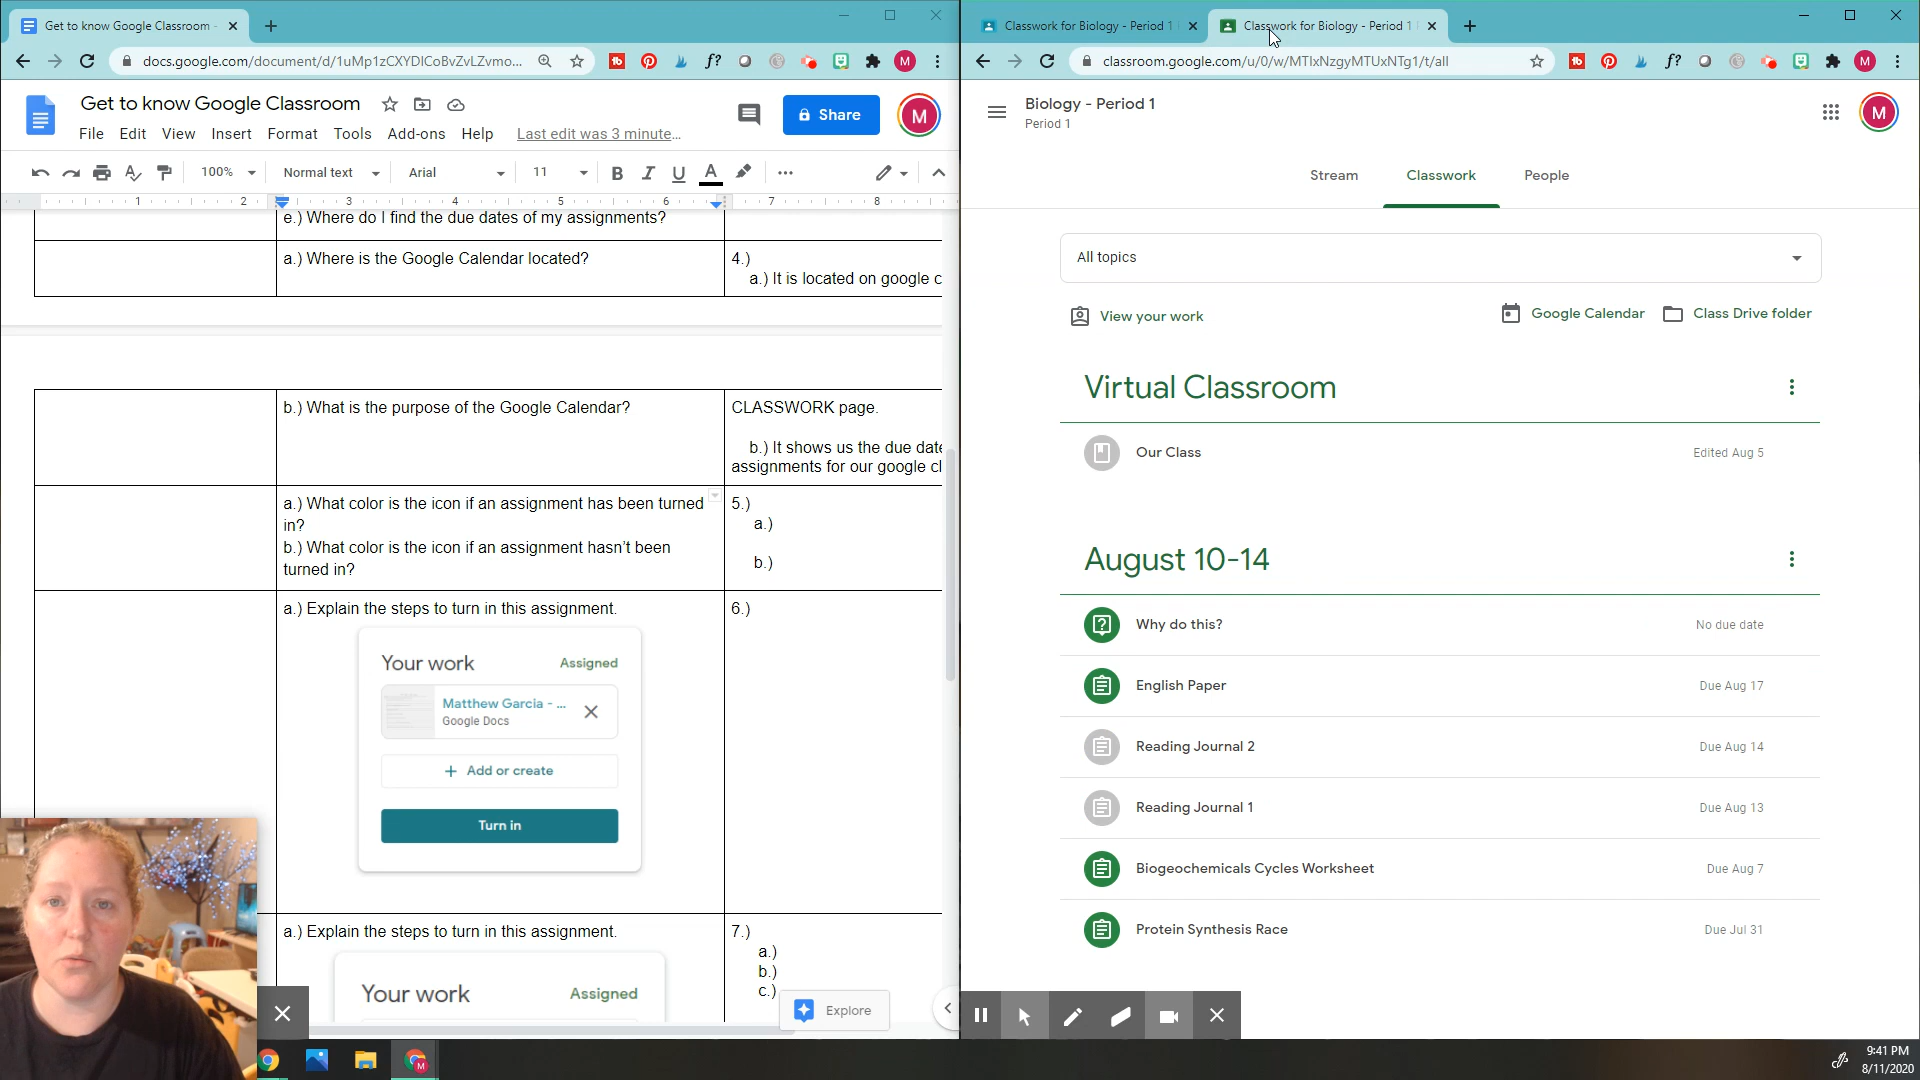 Get to know Google Classroom -
docs.google.com/document/d/1uMp1zCXYDlCoBvZvLZvmo...
Get to know Google Classroom
File Edit View Insert Format Tools Add-ons Help Last edit was 3 minute...
Share
M
100% Normal text Arial 11
B I U A
1 2 3 4 5 6 7 8
e.) Where do I find the due dates of my assignments?
a.) Where is the Google Calendar located?
4.)
a.) It is located on google c
b.) What is the purpose of the Google Calendar?
CLASSWORK page.
b.) It shows us the due date
assignments for our google cl
a.) What color is the icon if an assignment has been turned
in?
b.) What color is the icon if an assignment hasn't been
turned in?
5.)
a.)
b.)
a.) Explain the steps to turn in this assignment.
6.)
Your work Assigned
Matthew Garcia - ...
Google Docs
+ Add or create
Turn in
a.) Explain the steps to turn in this assignment.
7.)
a.)
b.)
c.)
Your work Assigned
Explore
Classwork for Biology - Period 1
Classwork for Biology - Period 1
classroom.google.com/u/0/w/MTIxNzgyMTUxNTg1/t/all
Biology - Period 1
Period 1
M
Stream Classwork People
All topics
View your work Google Calendar Class Drive folder
Virtual Classroom
Our Class Edited Aug 5
August 10-14
Why do this? No due date
English Paper Due Aug 17
Reading Journal 2 Due Aug 14
Reading Journal 1 Due Aug 13
Biogeochemicals Cycles Worksheet Due Aug 7
Protein Synthesis Race Due Jul 31
9:41 PM
8/11/2020